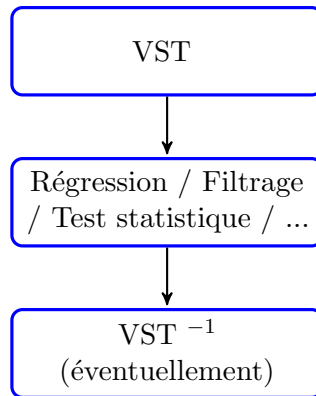 VST
Régression / Filtrage
/ Test statistique / ...
VST ⁻¹
(éventuellement)